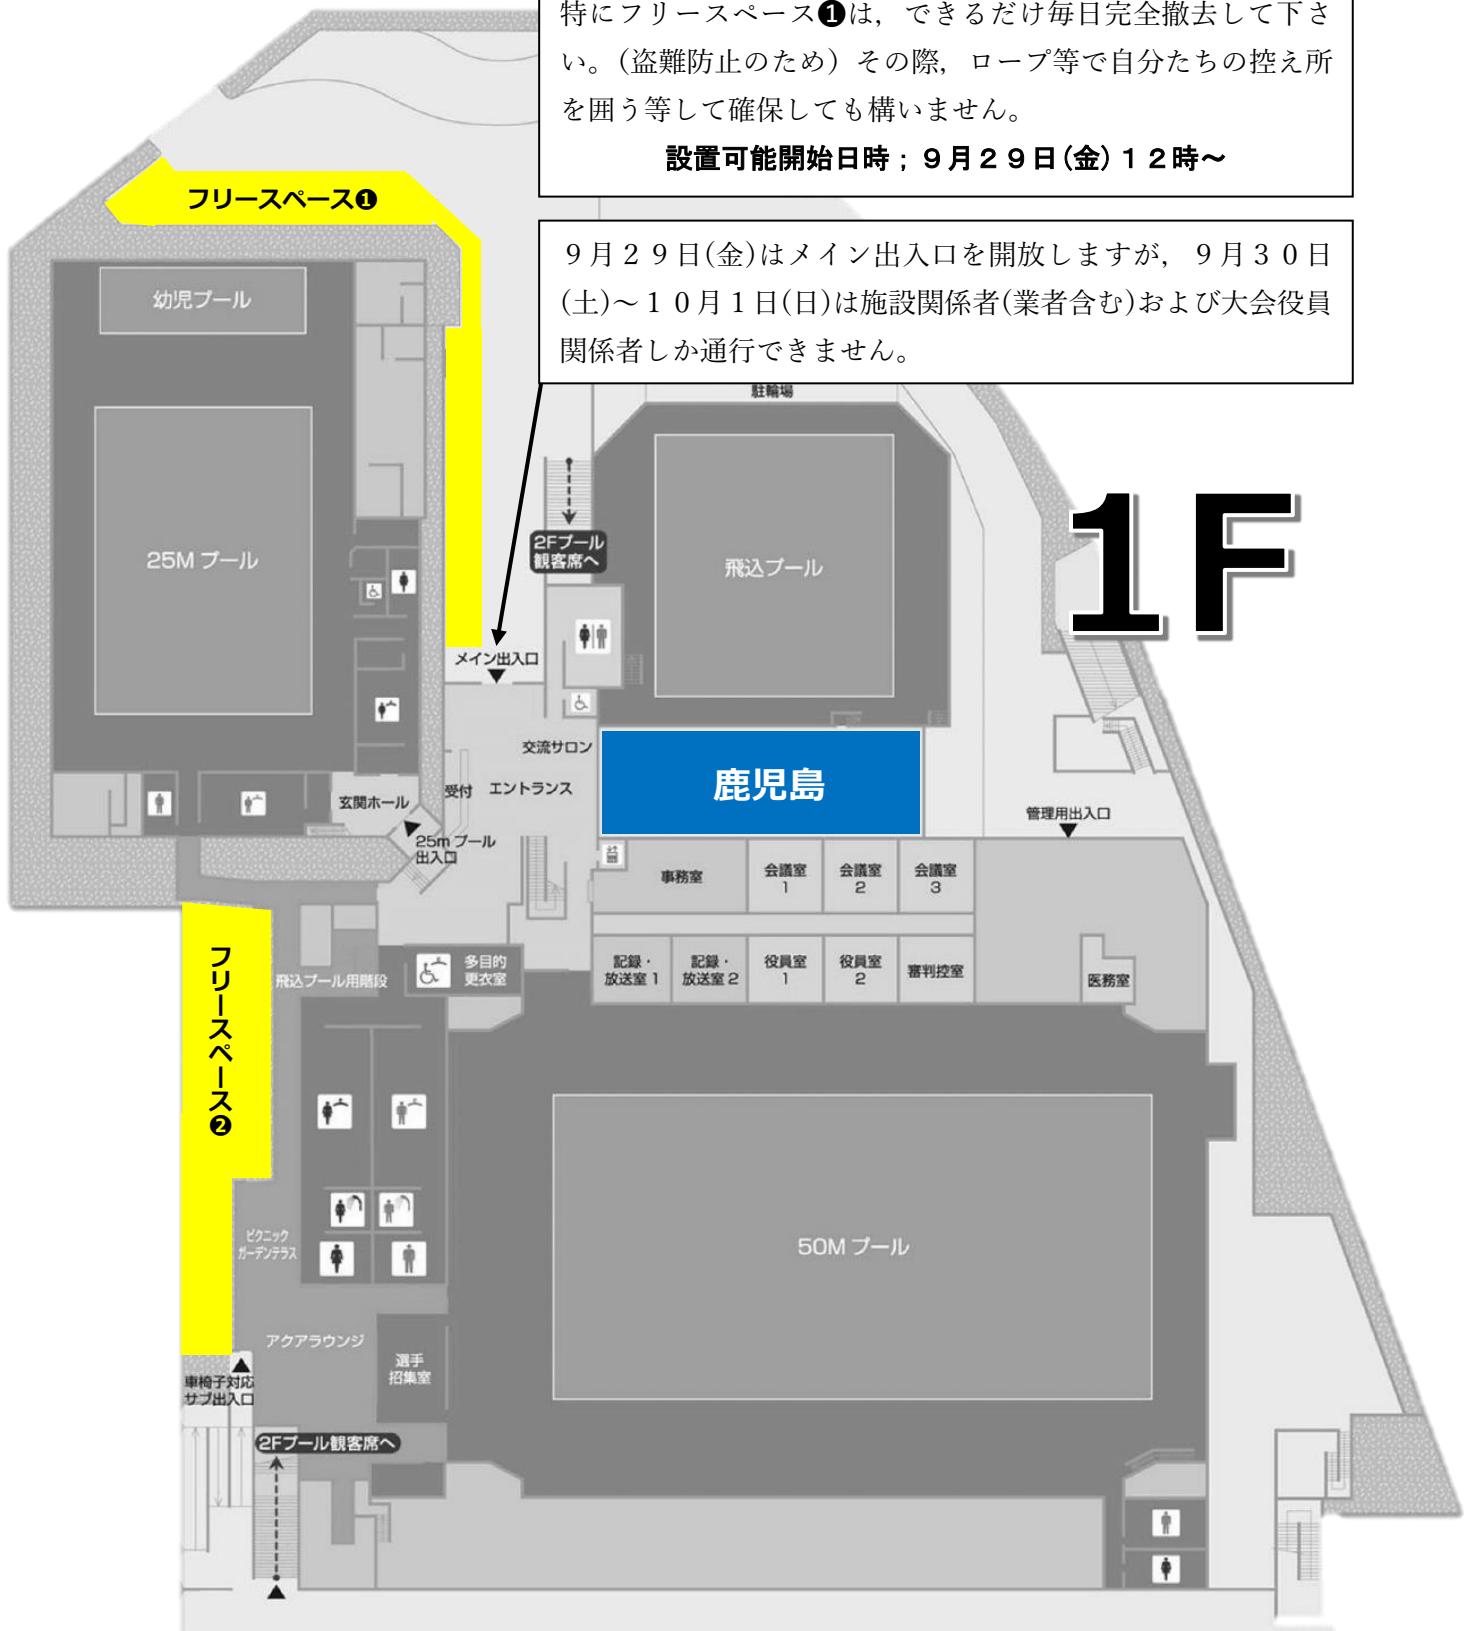 特にフリースペース❶は，できるだけ毎日完全撤去して下さ
い。（盗難防止のため）その際，ロープ等で自分たちの控え所
を囲う等して確保しても構いません。
設置可能開始日時；９月２９日(金)１２時～
フリースペース❶
９月２９日(金)はメイン出入口を開放しますが，９月３０日
(土)～１０月１日(日)は施設関係者(業者含む)および大会役員
関係者しか通行できません。
幼児プール
駐輪場
1F
2Fプール
観客席へ
25M プール
飛込プール
メイン出入口
交流サロン
鹿児島
受付
エントランス
玄関ホール
管理用出入口
25m プール
出入口
事務室
会議室
1
会議室
2
会議室
3
フリースペース❷
飛込プール用階段
多目的
更衣室
記録・
放送室 1
記録・
放送室 2
役員室
1
役員室
2
審判控室
医務室
ピクニック
ガーデンテラス
50M プール
アクアラウンジ
選手
招集室
車椅子対応
サブ出入口
2Fプール観客席へ